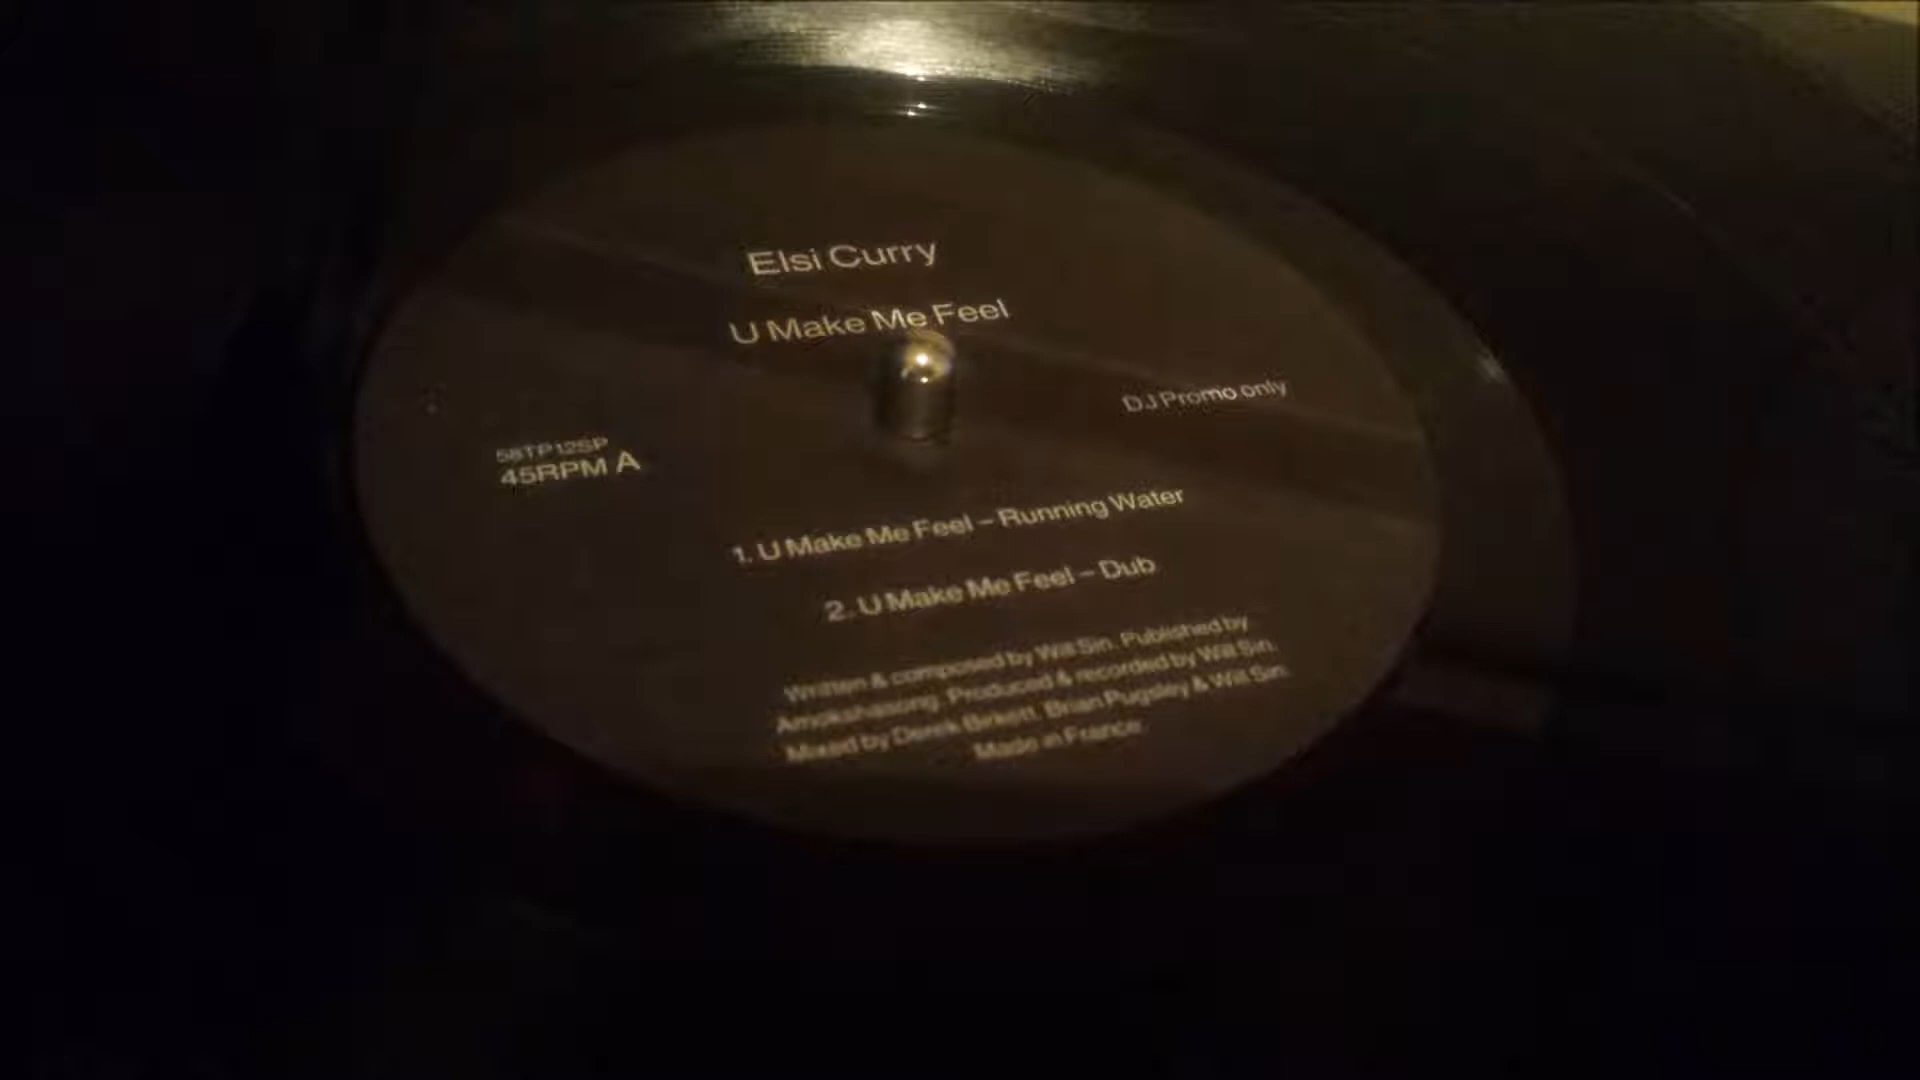 Elsi Curry
U Make Me Feel
DJ Promo only
58TP12SP
45RPM A
1. U Make Me Feel – Running Water
2. U Make Me Feel – Dub
Written & composed by Will Sin. Published by
Produced & recorded by Will Sin.
Mixed by Derek Birkett, Brian Pugsley & Will Sin.
Made in France.